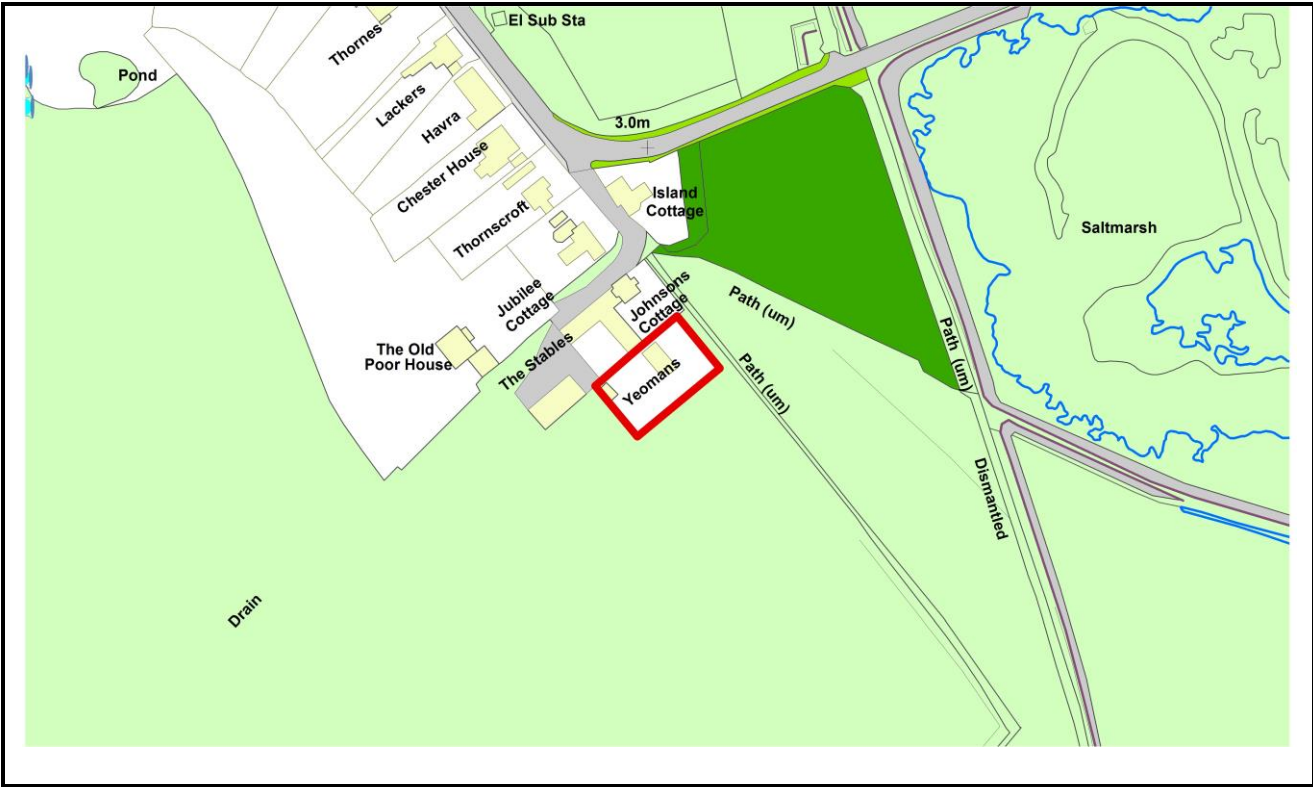 El Sub Sta
Thornes
Pond
Lackers
Havra
3.0m
Chester House
Island
Cottage
Thornscroft
Saltmarsh
Jubilee
Cottage
Johnsons
Cottage
Path (um)
The Old
Poor House
The Stables
Yeomans
Path (um)
Path (um)
Dismantled
Drain